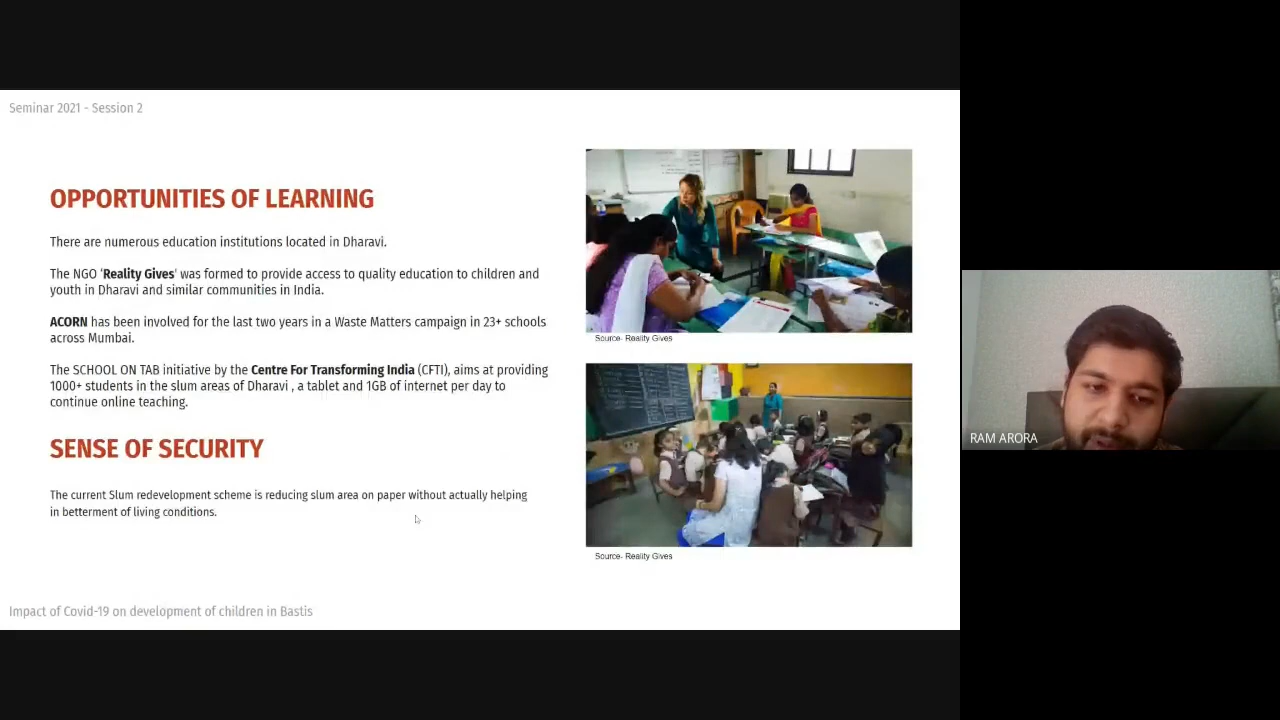 Seminar 2021 - Session 2
OPPORTUNITIES OF LEARNING
There are numerous education institutions located in Dharavi.
The NGO 'Reality Gives' was formed to provide access to quality education to children and
youth in Dharavi and similar communities in India.
ACORN has been involved for the last two years in a Waste Matters campaign in 23+ schools
across Mumbai.
The SCHOOL ON TAB initiative by the Centre For Transforming India (CFTI), aims at providing
1000+ students in the slum areas of Dharavi , a tablet and 1GB of internet per day to
continue online teaching.
SENSE OF SECURITY
The current Slum redevelopment scheme is reducing slum area on paper without actually helping
in betterment of living conditions.
Source- Reality Gives
Source- Reality Gives
Impact of Covid-19 on development of children in Bastis
RAM ARORA